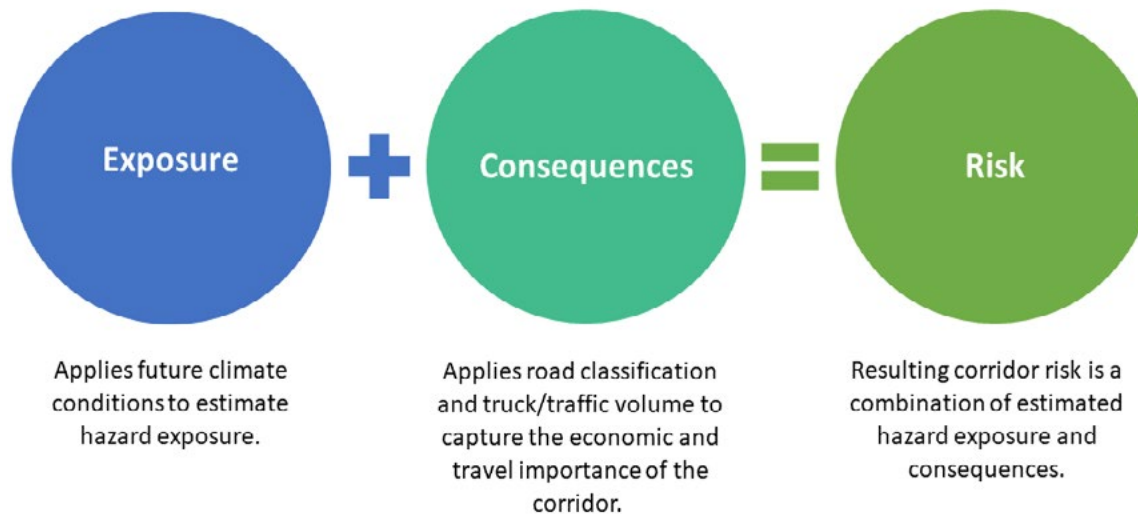 Exposure
Consequences
Risk
Applies future climate
conditions to estimate
hazard exposure.
Applies road classification
and truck/traffic volume to
capture the economic and
travel importance of the
corridor.
Resulting corridor risk is a
combination of estimated
hazard exposure and
consequences.